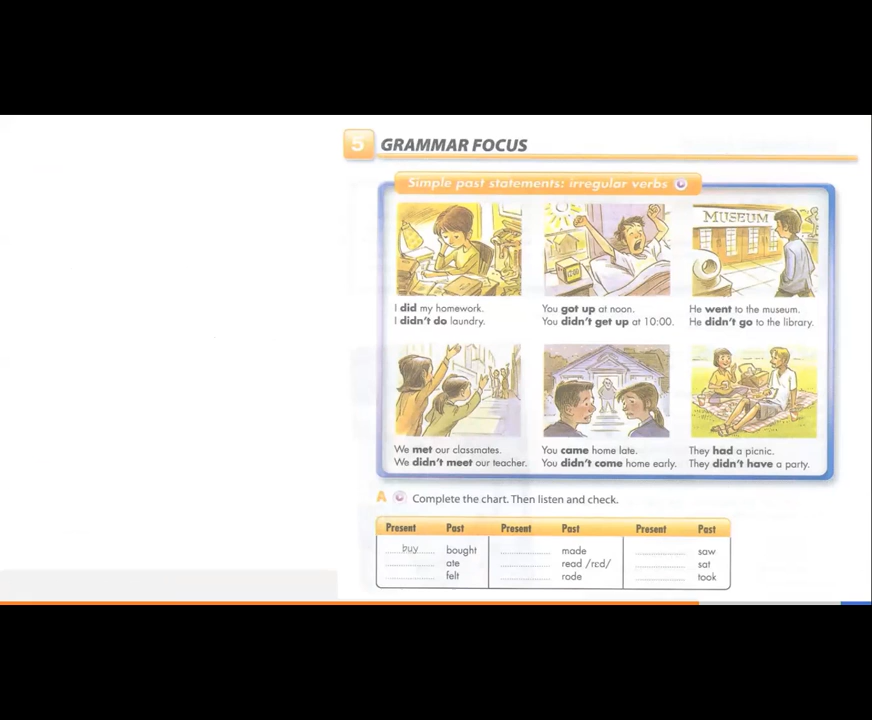 5 GRAMMAR FOCUS
Simple past statements: irregular verbs
MUSEUM
12:00
I did my homework.
I didn't do laundry.
You got up at noon.
You didn't get up at 10:00.
He went to the museum.
He didn't go to the library.
We met our classmates.
We didn't meet our teacher.
You came home late.
You didn't come home early.
They had a picnic.
They didn't have a party.
A Complete the chart. Then listen and check.
Present Past Present Past Present Past
buy bought made saw
ate read /rɛd/ sat
felt rode took